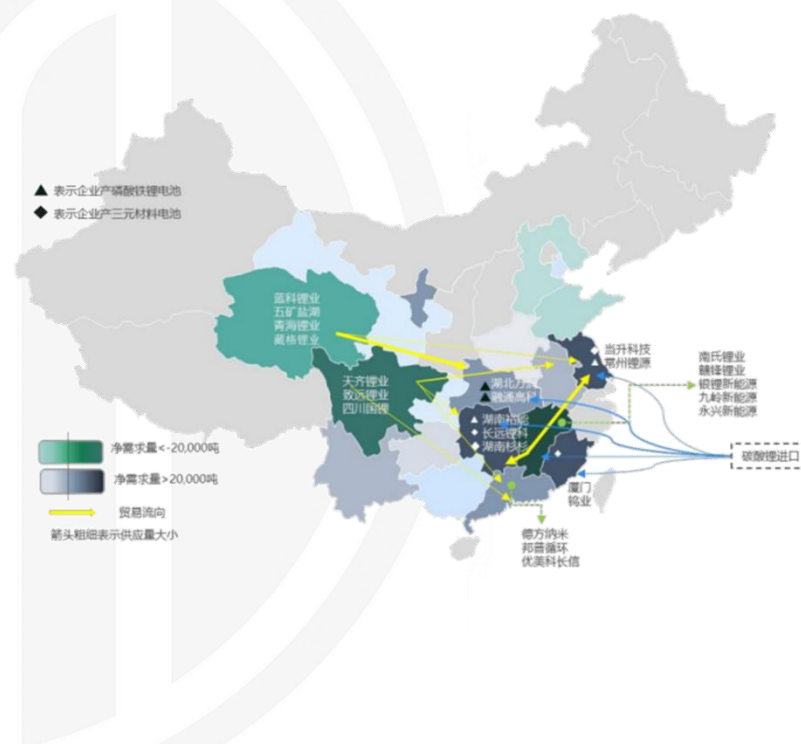 表示企业产磷酸铁锂电池
表示企业产三元材料电池
蓝科锂业
五矿盐湖
青海锂业
藏格锂业
天齐锂业
致远锂业
四川国锂
湖北万润
融通高科
湖南裕能
长远锂科
湖南杉杉
当升科技
常州锂源
南氏锂业
赣锋锂业
银锂新能源
九岭新能源
永兴新能源
碳酸锂进口
厦门
钨业
德方纳米
邦普循环
优美科长信
净需求量<-20,000吨
净需求量>20,000吨
贸易流向
箭头粗细表示供应量大小